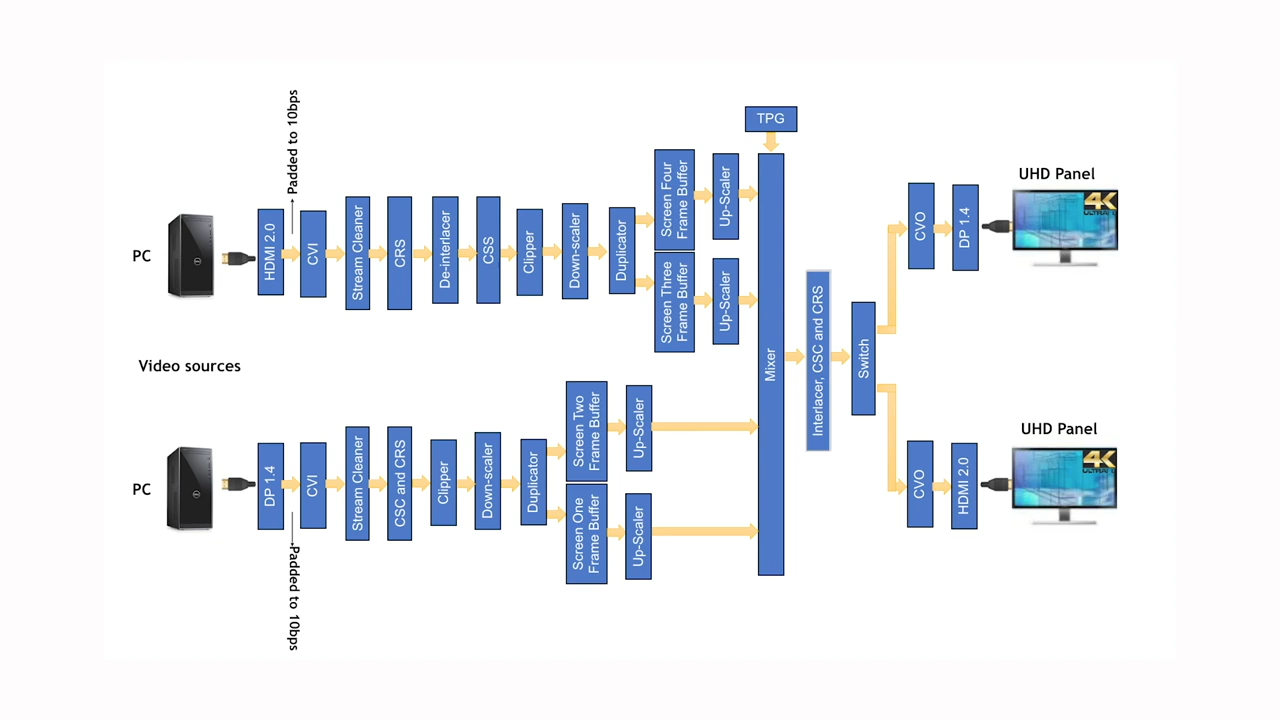 Padded to 10bps
PC
HDMI 2.0
CVI
Stream Cleaner
CRS
De-interlacer
CSS
Clipper
Down-scaler
Duplicator
Screen Four
Frame Buffer
Up-Scaler
Screen Three
Frame Buffer
Up-Scaler
TPG
Mixer
Interlacer, CSC and CRS
Switch
CVO
DP 1.4
UHD Panel
4K
Video sources
PC
DP 1.4
Padded to 10bps
CVI
Stream Cleaner
CSC and CRS
Clipper
Down-scaler
Duplicator
Screen Two
Frame Buffer
Up-Scaler
Screen One
Frame Buffer
Up-Scaler
CVO
HDMI 2.0
UHD Panel
4K